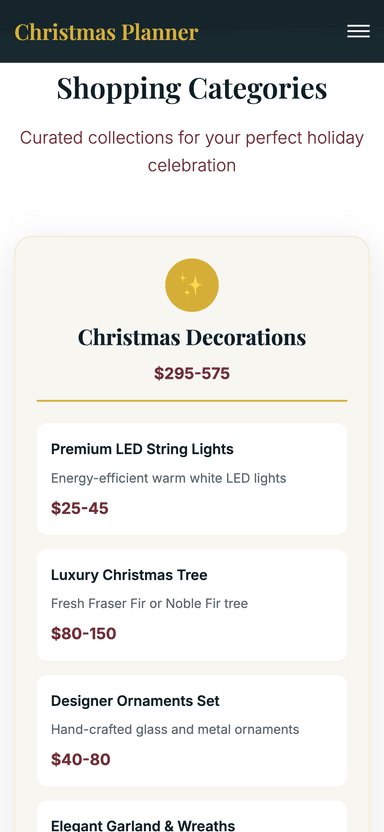 Christmas Planner
Shopping Categories
Curated collections for your perfect holiday
celebration
Christmas Decorations
$295-575
Premium LED String Lights
Energy-efficient warm white LED lights
$25-45
Luxury Christmas Tree
Fresh Fraser Fir or Noble Fir tree
$80-150
Designer Ornaments Set
Hand-crafted glass and metal ornaments
$40-80
Elegant Garland & Wreaths